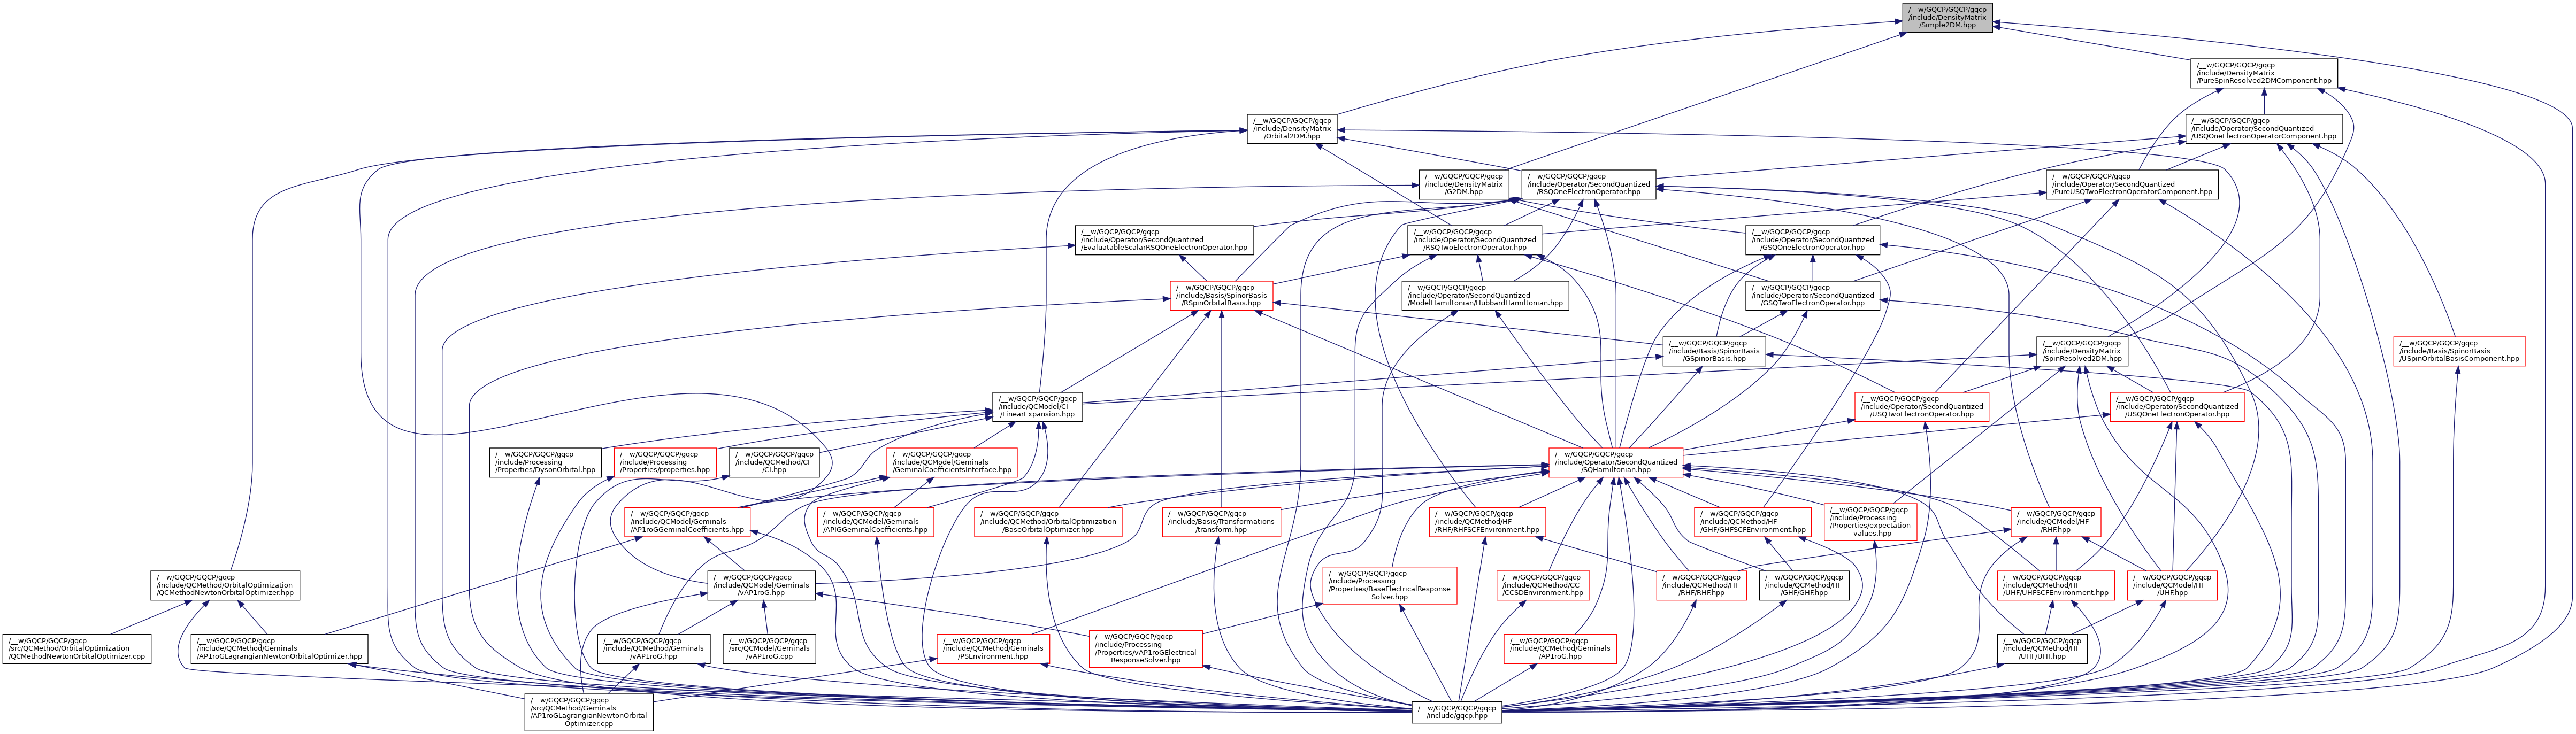 /__w/GQCP/GQCP/gqcp
/include/DensityMatrix
/Simple2DM.hpp
/__w/GQCP/GQCP/gqcp
/include/DensityMatrix
/PureSpinResolved2DMComponent.hpp
/__w/GQCP/GQCP/gqcp
/include/DensityMatrix
/Orbital2DM.hpp
/__w/GQCP/GQCP/gqcp
/include/Operator/SecondQuantized
/USQOneElectronOperatorComponent.hpp
/__w/GQCP/GQCP/gqcp
/include/DensityMatrix
/G2DM.hpp
/__w/GQCP/GQCP/gqcp
/include/Operator/SecondQuantized
/RSQOneElectronOperator.hpp
/__w/GQCP/GQCP/gqcp
/include/Operator/SecondQuantized
/PureUSQTwoElectronOperatorComponent.hpp
/__w/GQCP/GQCP/gqcp
/include/Operator/SecondQuantized
/EvaluatableScalarRSQOneElectronOperator.hpp
/__w/GQCP/GQCP/gqcp
/include/Operator/SecondQuantized
/RSQTwoElectronOperator.hpp
/__w/GQCP/GQCP/gqcp
/include/Operator/SecondQuantized
/GSQOneElectronOperator.hpp
/__w/GQCP/GQCP/gqcp
/include/Basis/SpinorBasis
/RSpinOrbitalBasis.hpp
/__w/GQCP/GQCP/gqcp
/include/Operator/SecondQuantized
/ModelHamiltonian/HubbardHamiltonian.hpp
/__w/GQCP/GQCP/gqcp
/include/Operator/SecondQuantized
/GSQTwoElectronOperator.hpp
/__w/GQCP/GQCP/gqcp
/include/Basis/SpinorBasis
/GSpinorBasis.hpp
/__w/GQCP/GQCP/gqcp
/include/DensityMatrix
/SpinResolved2DM.hpp
/__w/GQCP/GQCP/gqcp
/include/Basis/SpinorBasis
/USpinOrbitalBasisComponent.hpp
/__w/GQCP/GQCP/gqcp
/include/QCModel/CI
/LinearExpansion.hpp
/__w/GQCP/GQCP/gqcp
/include/Operator/SecondQuantized
/USQTwoElectronOperator.hpp
/__w/GQCP/GQCP/gqcp
/include/Operator/SecondQuantized
/USQOneElectronOperator.hpp
/__w/GQCP/GQCP/gqcp
/include/Processing
/Properties/DysonOrbital.hpp
/__w/GQCP/GQCP/gqcp
/include/Processing
/Properties/properties.hpp
/__w/GQCP/GQCP/gqcp
/include/QCMethod/CI
/CI.hpp
/__w/GQCP/GQCP/gqcp
/include/QCModel/Geminals
/GeminalCoefficientsInterface.hpp
/__w/GQCP/GQCP/gqcp
/include/Operator/SecondQuantized
/SQHamiltonian.hpp
/__w/GQCP/GQCP/gqcp
/include/QCModel/Geminals
/AP1roGGeminalCoefficients.hpp
/__w/GQCP/GQCP/gqcp
/include/QCModel/Geminals
/APIGGeminalCoefficients.hpp
/__w/GQCP/GQCP/gqcp
/include/QCMethod/OrbitalOptimization
/BaseOrbitalOptimizer.hpp
/__w/GQCP/GQCP/gqcp
/include/Basis/Transformations
/transform.hpp
/__w/GQCP/GQCP/gqcp
/include/QCMethod/HF
/RHF/RHFSCFEnvironment.hpp
/__w/GQCP/GQCP/gqcp
/include/QCMethod/HF
/GHF/GHFSCFEnvironment.hpp
/__w/GQCP/GQCP/gqcp
/include/Processing
/Properties/expectation
_values.hpp
/__w/GQCP/GQCP/gqcp
/include/QCModel/HF
/RHF.hpp
/__w/GQCP/GQCP/gqcp
/include/QCMethod/OrbitalOptimization
/QCMethodNewtonOrbitalOptimizer.hpp
/__w/GQCP/GQCP/gqcp
/include/QCModel/Geminals
/vAP1roG.hpp
/__w/GQCP/GQCP/gqcp
/include/Processing
/Properties/BaseElectricalResponse
Solver.hpp
/__w/GQCP/GQCP/gqcp
/include/QCMethod/CC
/CCSDEnvironment.hpp
/__w/GQCP/GQCP/gqcp
/include/QCMethod/HF
/RHF/RHF.hpp
/__w/GQCP/GQCP/gqcp
/include/QCMethod/HF
/GHF/GHF.hpp
/__w/GQCP/GQCP/gqcp
/include/QCMethod/HF
/UHF/UHFSCFEnvironment.hpp
/__w/GQCP/GQCP/gqcp
/include/QCModel/HF
/UHF.hpp
/__w/GQCP/GQCP/gqcp
/src/QCMethod/OrbitalOptimization
/QCMethodNewtonOrbitalOptimizer.cpp
/__w/GQCP/GQCP/gqcp
/include/QCMethod/Geminals
/AP1roGLagrangianNewtonOrbitalOptimizer.hpp
/__w/GQCP/GQCP/gqcp
/include/QCMethod/Geminals
/vAP1roG.hpp
/__w/GQCP/GQCP/gqcp
/src/QCModel/Geminals
/vAP1roG.cpp
/__w/GQCP/GQCP/gqcp
/include/QCMethod/Geminals
/PSEnvironment.hpp
/__w/GQCP/GQCP/gqcp
/include/Processing
/Properties/vAP1roGElectrical
ResponseSolver.hpp
/__w/GQCP/GQCP/gqcp
/include/QCMethod/Geminals
/AP1roG.hpp
/__w/GQCP/GQCP/gqcp
/include/QCMethod/HF
/UHF/UHF.hpp
/__w/GQCP/GQCP/gqcp
/src/QCMethod/Geminals
/AP1roGLagrangianNewtonOrbital
Optimizer.cpp
/__w/GQCP/GQCP/gqcp
/include/gqcp.hpp